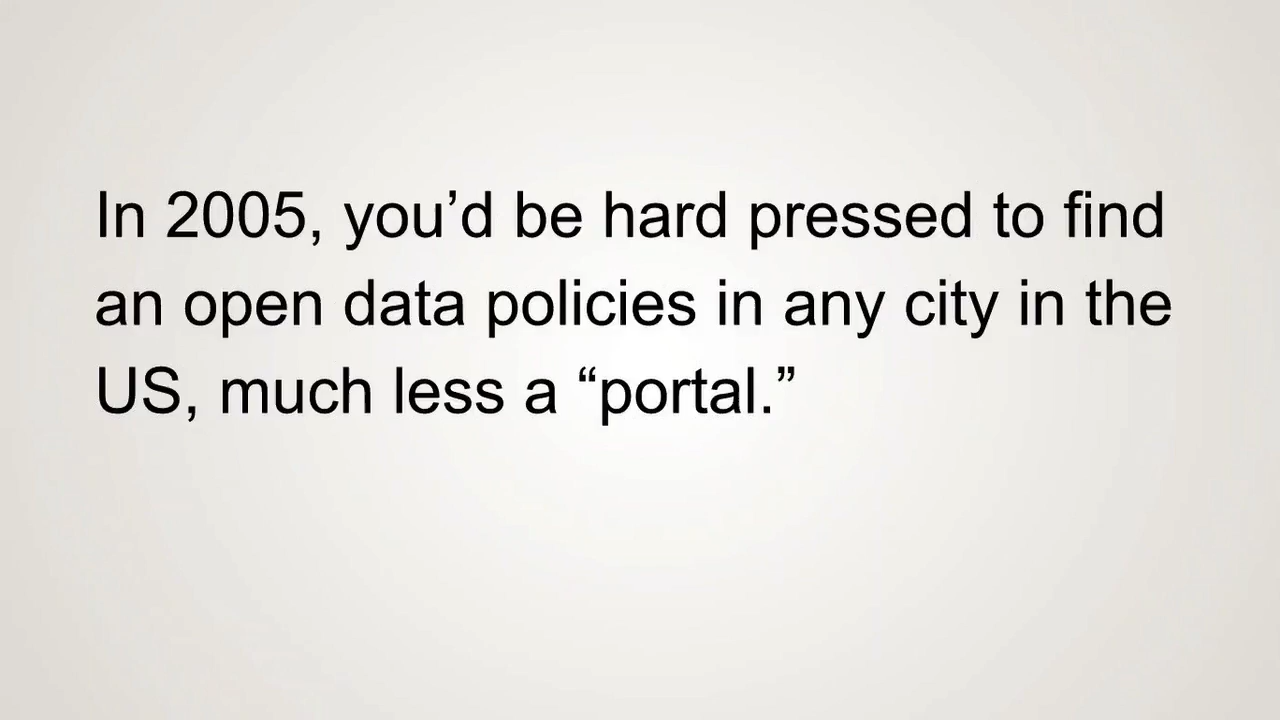 In 2005, you’d be hard pressed to find
an open data policies in any city in the
US, much less a “portal.”